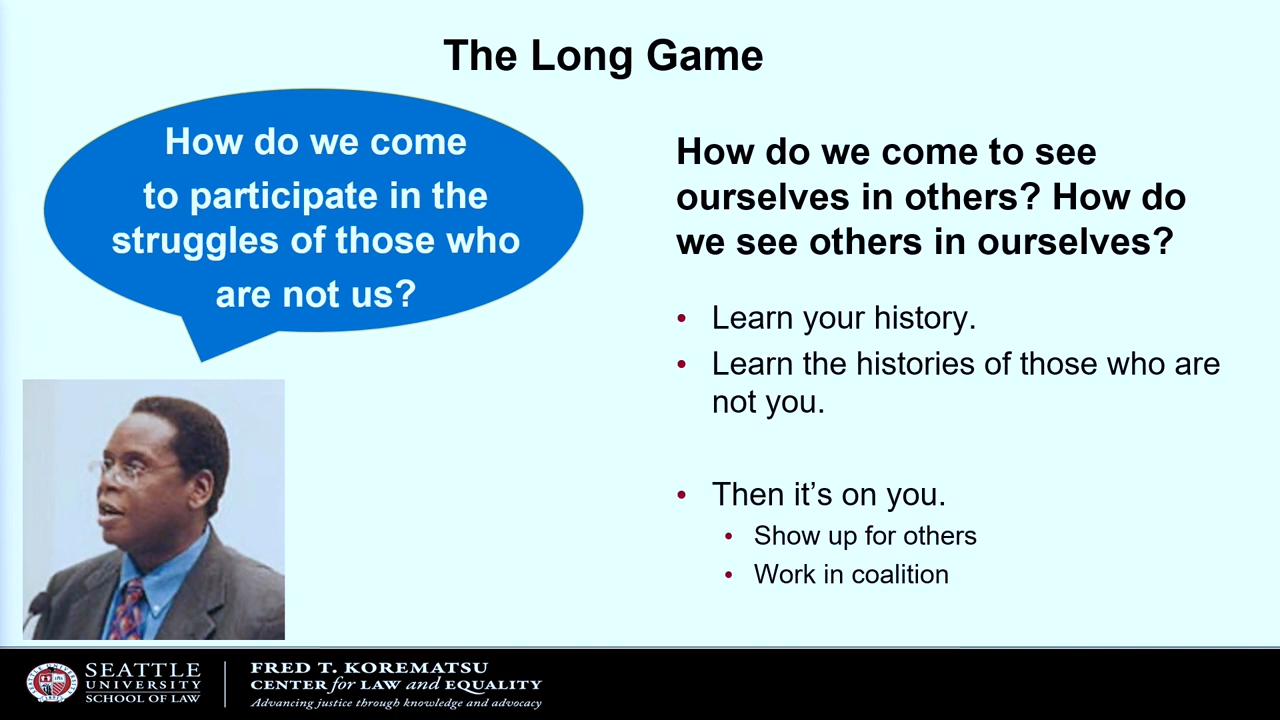 The Long Game
How do we come
to participate in the
struggles of those who
are not us?
How do we come to see
ourselves in others? How do
we see others in ourselves?
• Learn your history.
• Learn the histories of those who are
not you.
• Then it’s on you.
• Show up for others
• Work in coalition
SEATTLE
UNIVERSITY
SCHOOL OF LAW
FRED T. KOREMATSU
CENTER for LAW and EQUALITY
Advancing justice through knowledge and advocacy